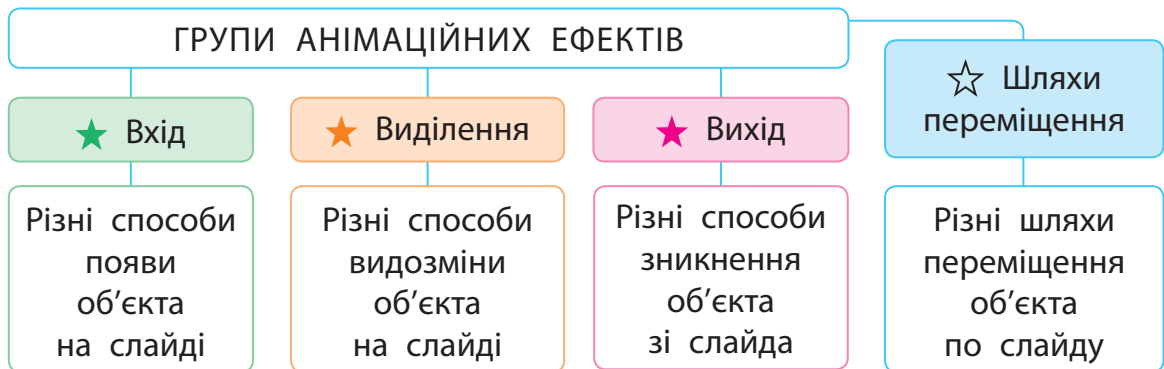 ГРУПИ АНІМАЦІЙНИХ ЕФЕКТІВ
Вхід
Різні способи
появи
об’єкта
на слайді
Виділення
Різні способи
видозміни
об’єкта
на слайді
Вихід
Різні способи
зникнення
об’єкта
зі слайда
Шляхи
переміщення
Різні шляхи
переміщення
об’єкта
по слайду